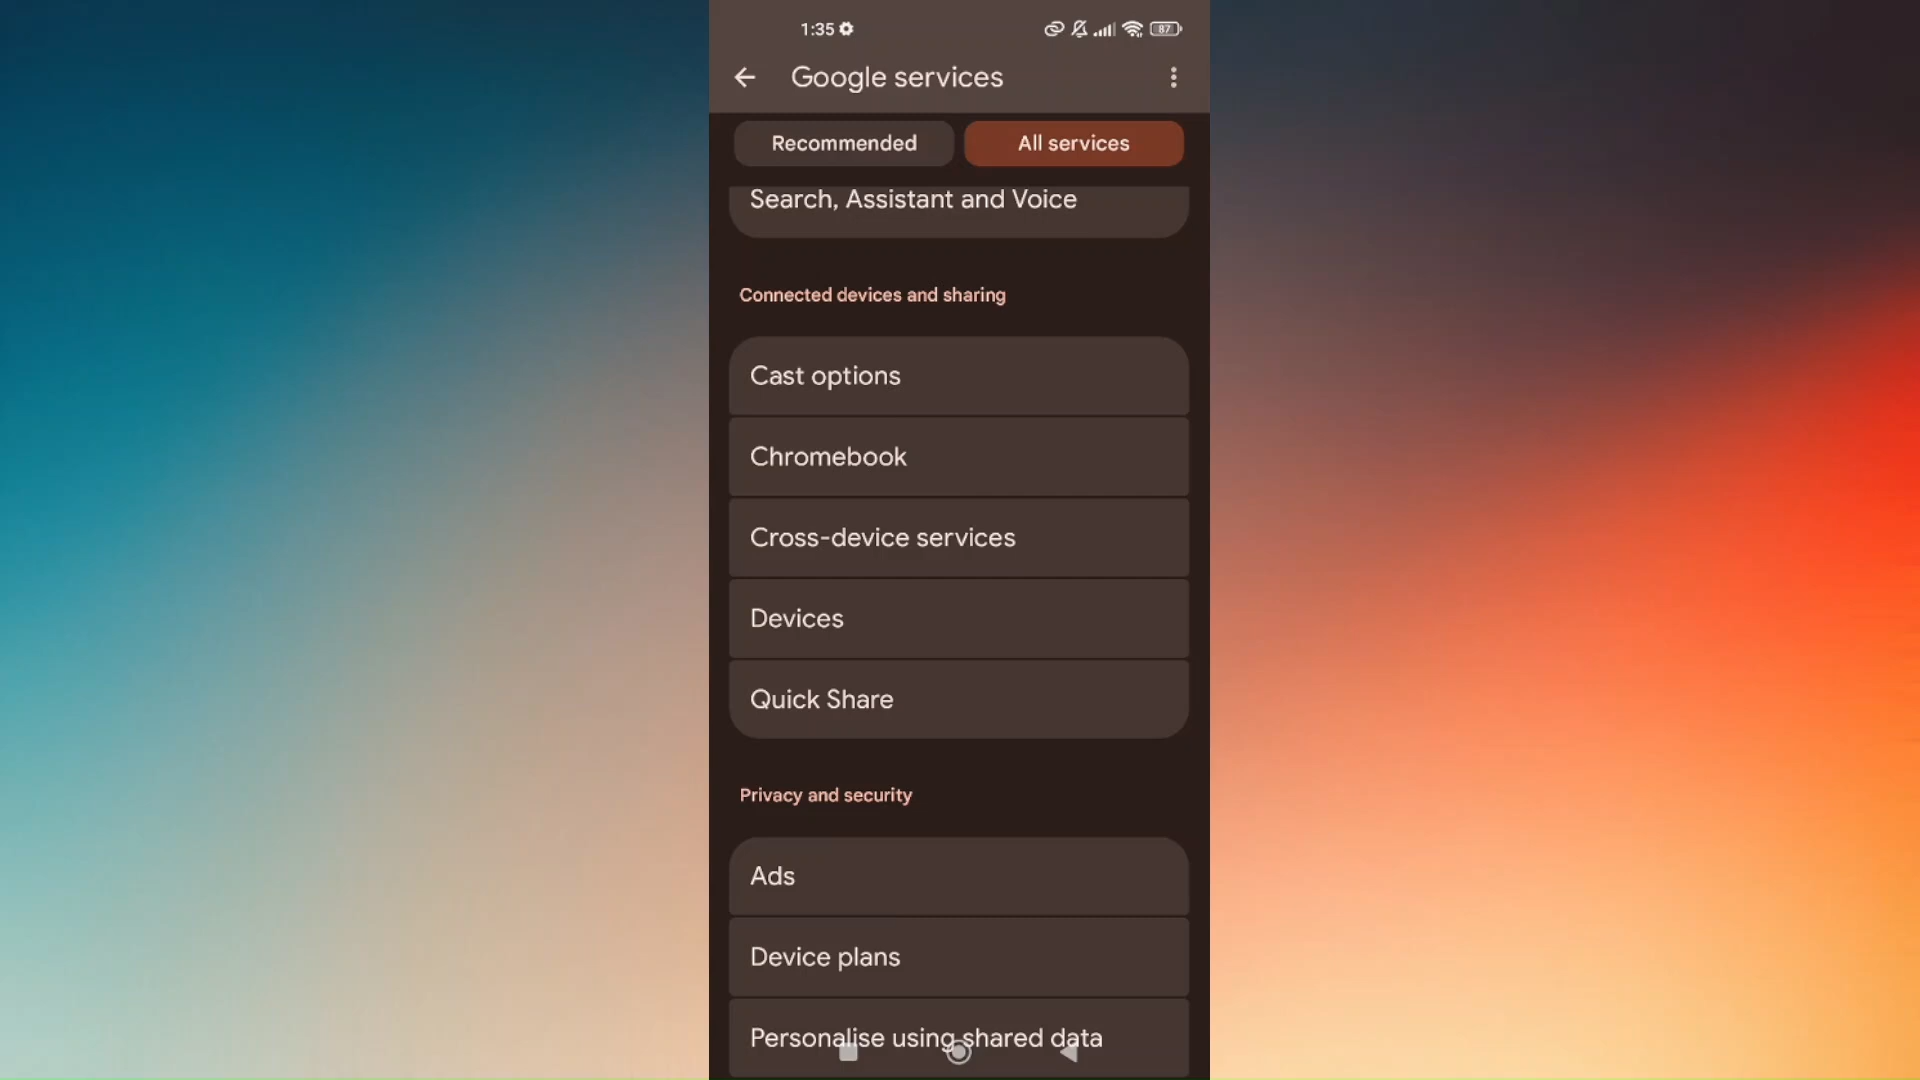 1:35
87
Google services
Recommended
All services
Search, Assistant and Voice
Connected devices and sharing
Cast options
Chromebook
Cross-device services
Devices
Quick Share
Privacy and security
Ads
Device plans
Personalise using shared data